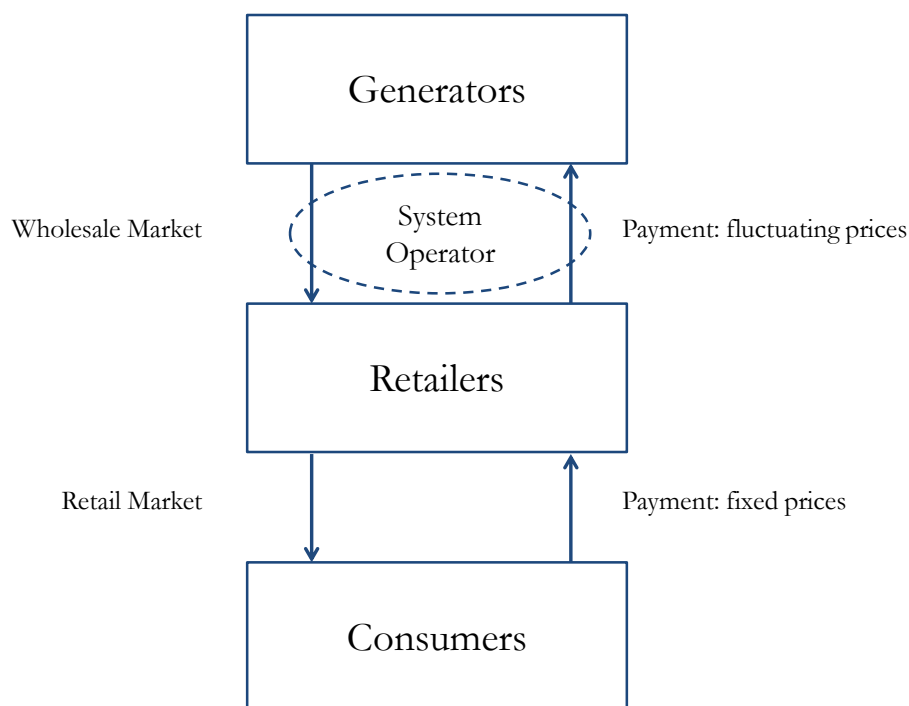 Generators
Wholesale Market
System
Operator
Payment: fluctuating prices
Retailers
Retail Market
Payment: fixed prices
Consumers